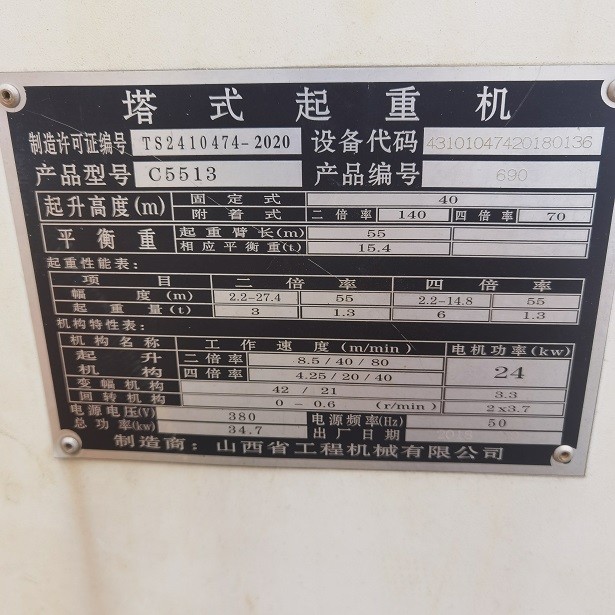 塔式起重机
制造许可证编号 TS2410474-2020 设备代码 43101047420180136
产品型号 C5513 产品编号 690
起升高度(m) 固定式 40
附着式 二倍率 140 四倍率 70
平衡重 起重臂长(m) 55
相应平衡重(t) 15.4
起重性能表:
项目 二倍率 四倍率
幅度(m) 2.2-27.4 55 2.2-14.8 55
起重量(t) 3 1.3 6 1.3
机构特性表:
机构名称 工作速度(m/min) 电机功率(kw)
起升机构 二倍率 8.5/40/80 24
四倍率 4.25/20/40
变幅机构 42/21 3.3
回转机构 0-0.6 (r/min) 2x3.7
电源电压(V) 380 电源频率(Hz) 50
总功率(kw) 34.7 出厂日期
制造商:山西省工程机械有限公司